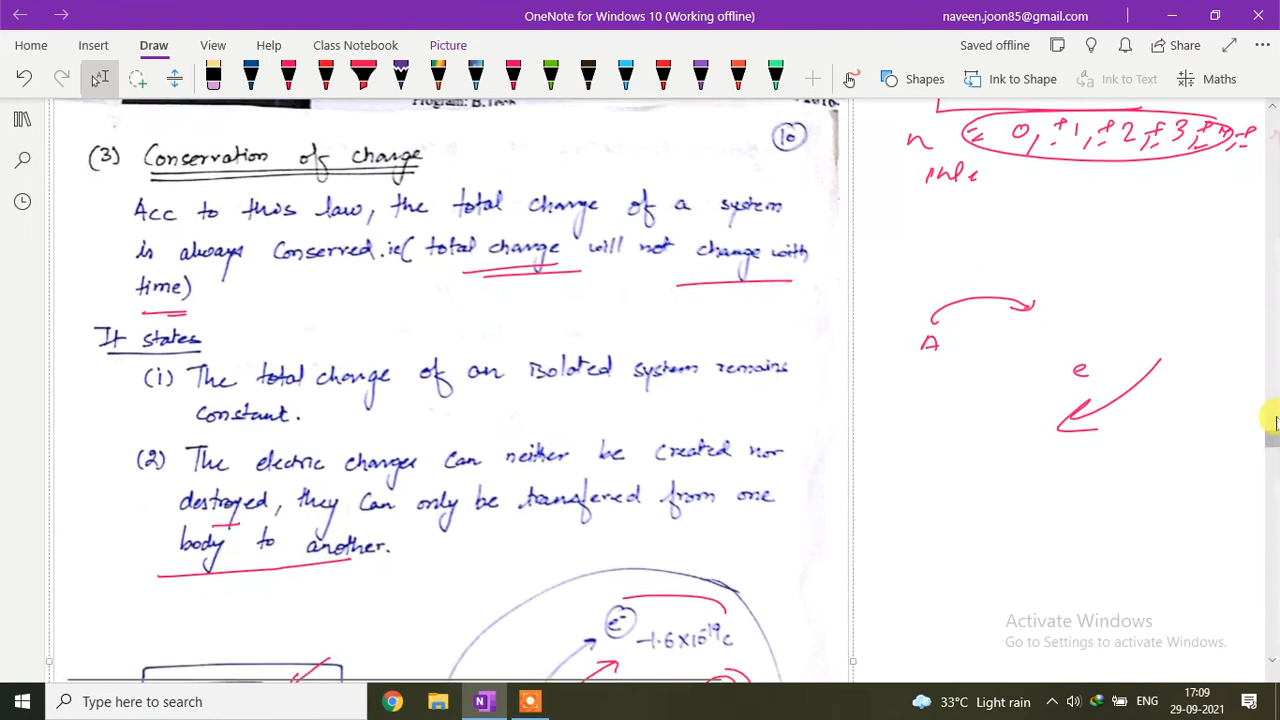 OneNote for Windows 10 (Working offline)
naveen.joon85@gmail.com
Home Insert Draw View Help Class Notebook Picture
Saved offline Share
Shapes Ink to Shape Ink to Text Maths
Program: B.Tech
10
(3) Conservation of charge
Acc to this law, the total charge of a system
is always Conserved. ie( total charge will not change with
time)
It states
(1) The total charge of an Isolated system remains
Constant.
(2) The electric charges Can neither be Created nor
destroyed, they Can only be transferred from one
body to another.
e-
-1.6x10-19c
n = 0, ±1, ±2, ±3,
A
e
Activate Windows
Go to Settings to activate Windows.
Type here to search
33°C Light rain
ENG
17:09
29-09-2021